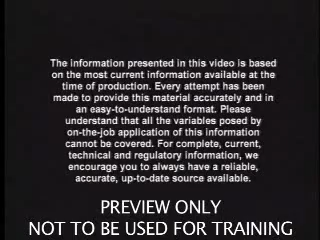 The information presented in this video is based
on the most current information available at the
time of production. Every attempt has been
made to provide this material accurately and in
an easy-to-understand format. Please
understand that all the variables posed by
on-the-job application of this information
cannot be covered. For complete, current,
technical and regulatory information, we
encourage you to always have a reliable,
accurate, up-to-date source available.
PREVIEW ONLY
NOT TO BE USED FOR TRAINING